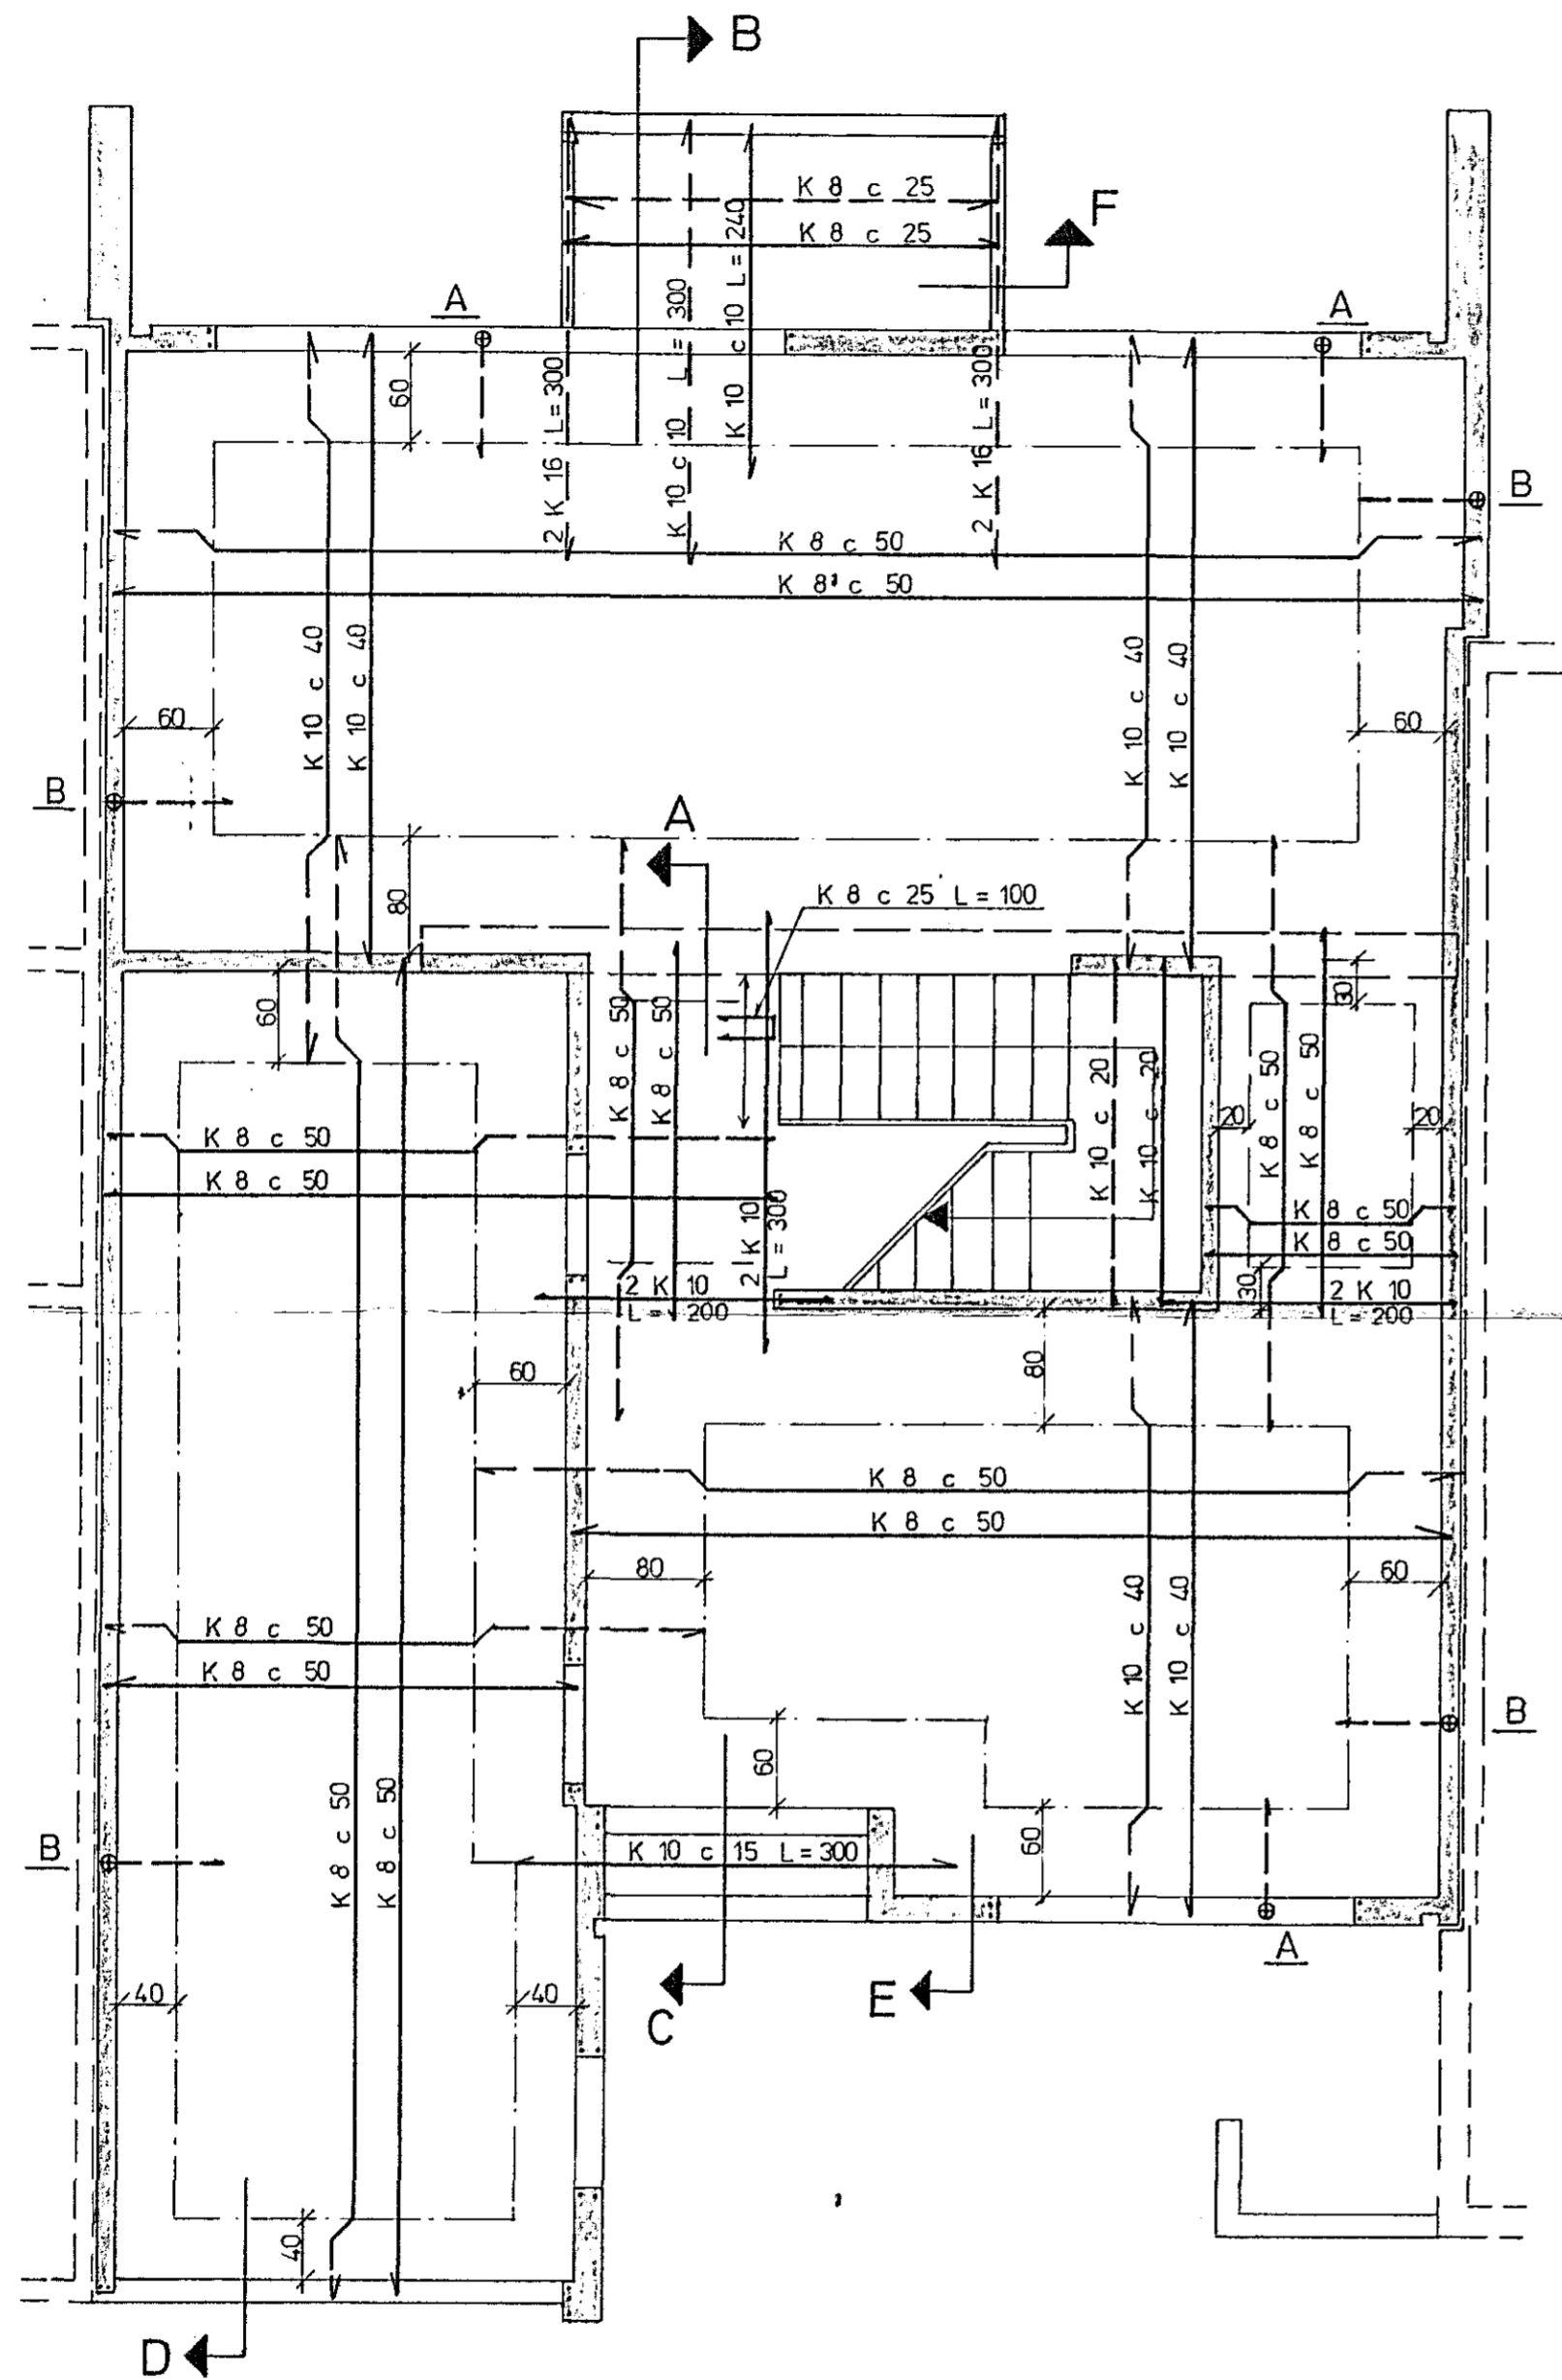 B
K 8 c 25
F
K 8 c 25
A
A
2 K 16 L=300
K 10 c 10 L=300
K 10 c 10 L=240
2 K 16 L=300
60
B
K 8 c 50
K 8 c 50
K 10 c 40
K 10 c 40
K 10 c 40
K 10 c 40
60
60
B
A
80
K 8 c 25 L=100
60
30
K 8 c 50
K 8 c 50
K 10 c 20
K 10 c 20
K 8 c 50
K 8 c 50
20
20
K 8 c 50
K 8 c 50
2 K 10
L=300
K 8 c 50
K 8 c 50
30
2 K 10
L=200
2 K 10
L=200
60
80
K 8 c 50
K 8 c 50
80
60
K 8 c 50
K 8 c 50
K 10 c 40
K 10 c 40
B
60
K 8 c 50
K 8 c 50
B
K 10 c 15 L=300
60
A
40
40
C
E
40
D